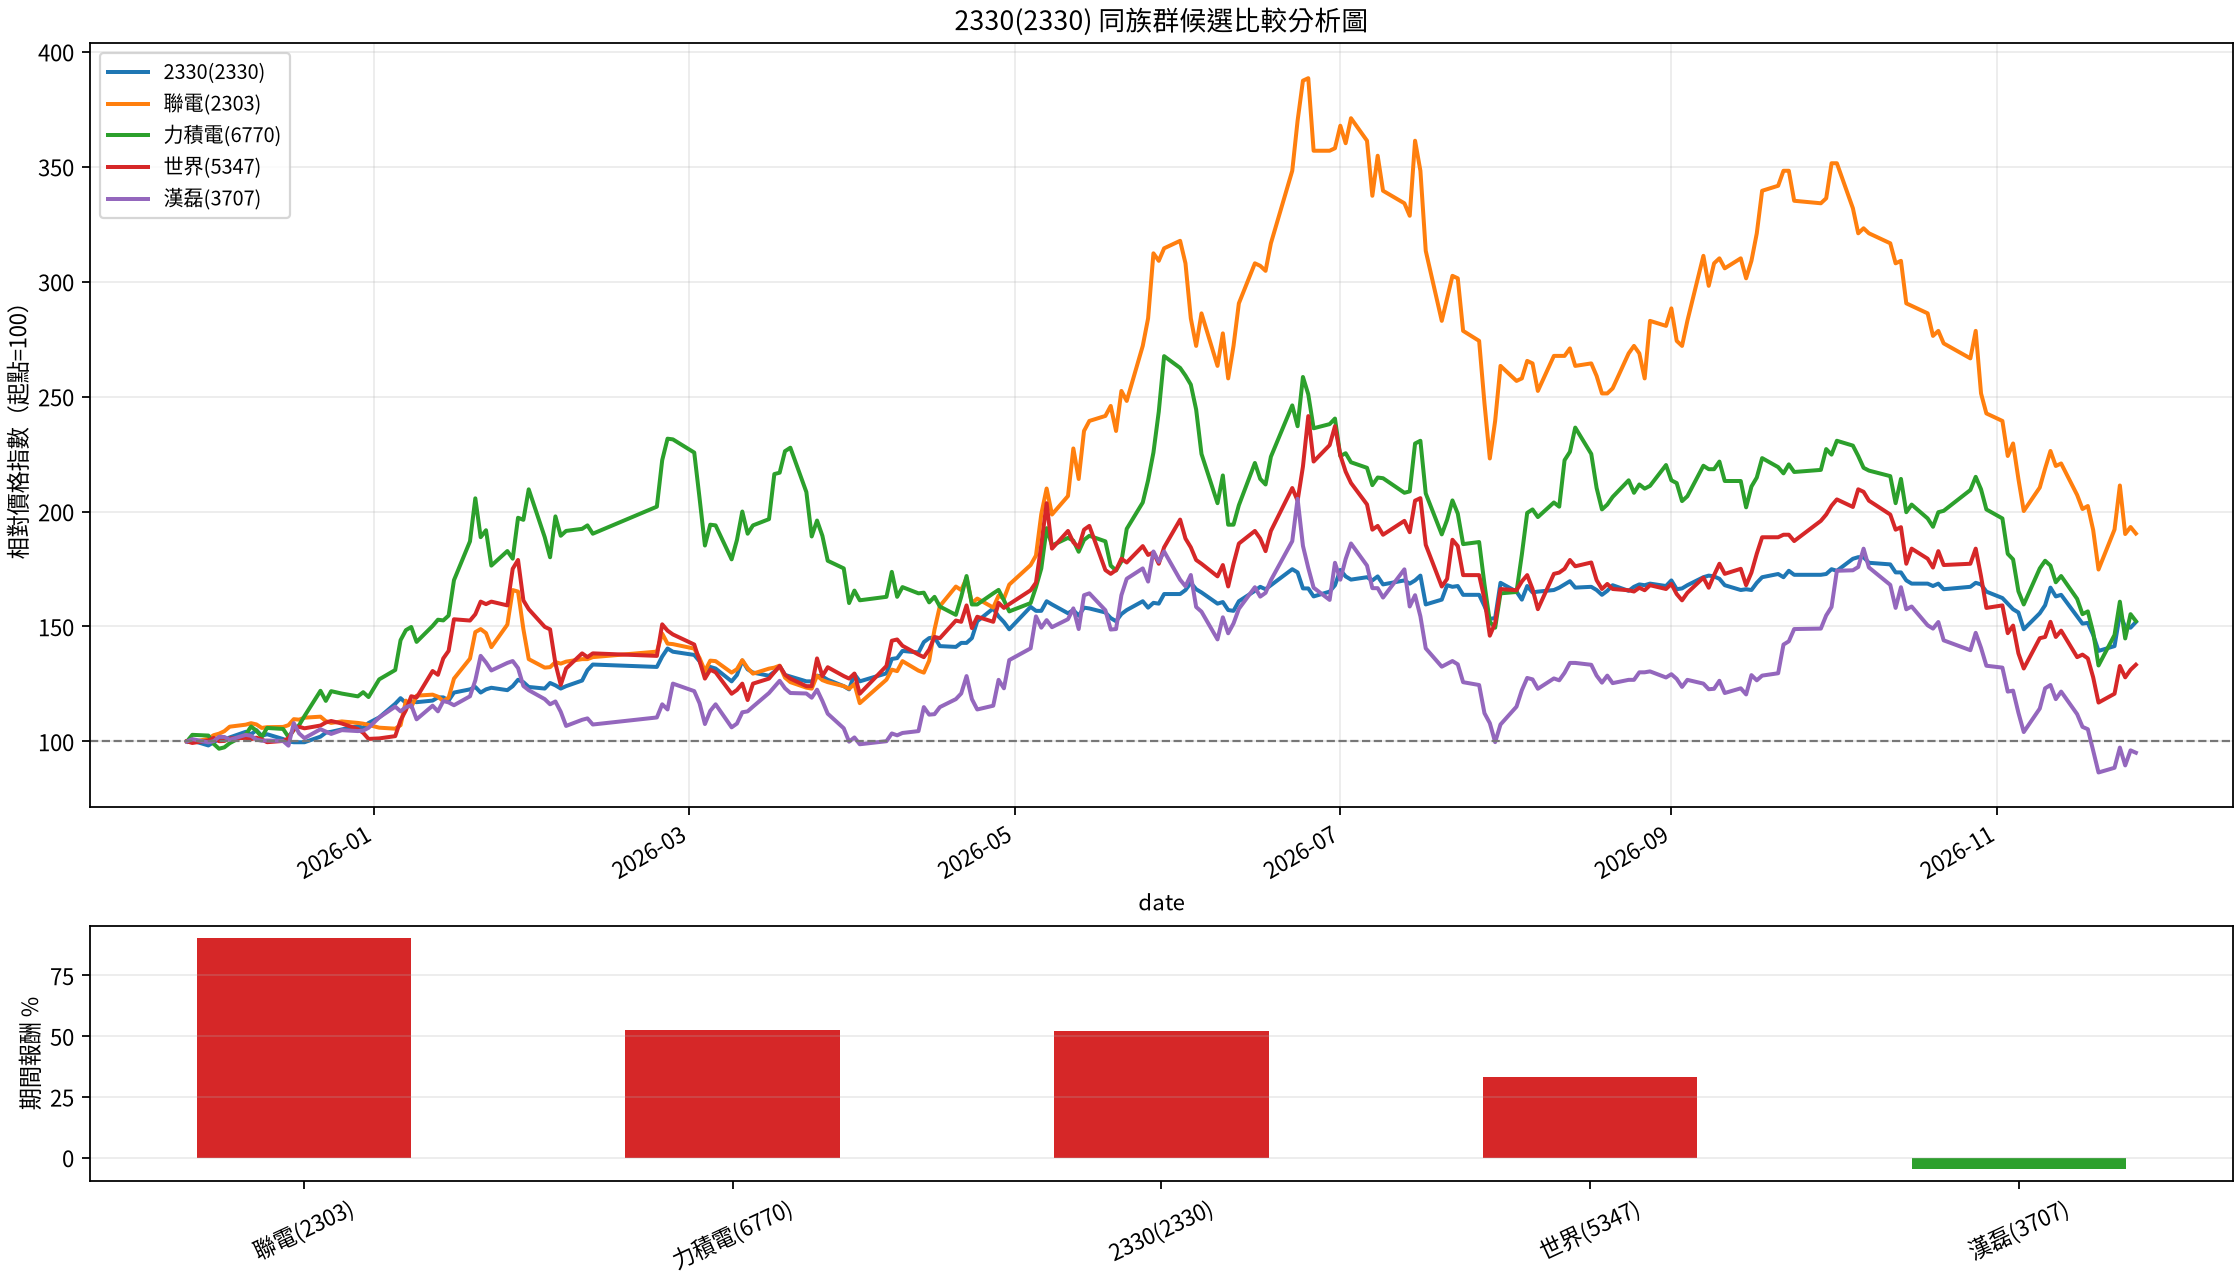 2330(2330) 同族群候選比較分析圖
相對價格指數（起點=100）
400
350
300
250
200
150
100
2330(2330)
聯電(2303)
力積電(6770)
世界(5347)
漢磊(3707)
2026-01
2026-03
2026-05
2026-07
2026-09
2026-11
date
期間報酬 %
75
50
25
0
聯電(2303)
力積電(6770)
2330(2330)
世界(5347)
漢磊(3707)